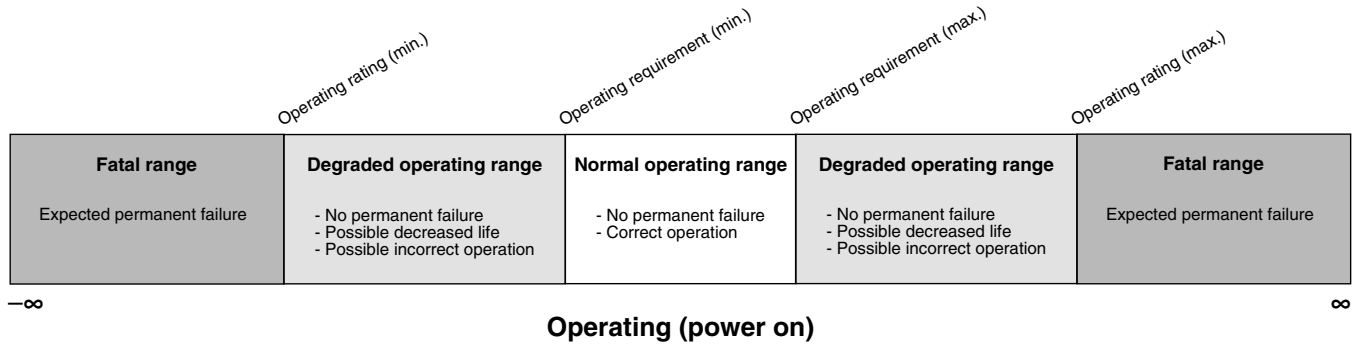 Operating rating (min.)
Operating requirement (min.)
Operating requirement (max.)
Operating rating (max.)
Fatal range
Expected permanent failure
Degraded operating range
- No permanent failure
- Possible decreased life
- Possible incorrect operation
Normal operating range
- No permanent failure
- Correct operation
Degraded operating range
- No permanent failure
- Possible decreased life
- Possible incorrect operation
Fatal range
Expected permanent failure
–∞
∞
Operating (power on)